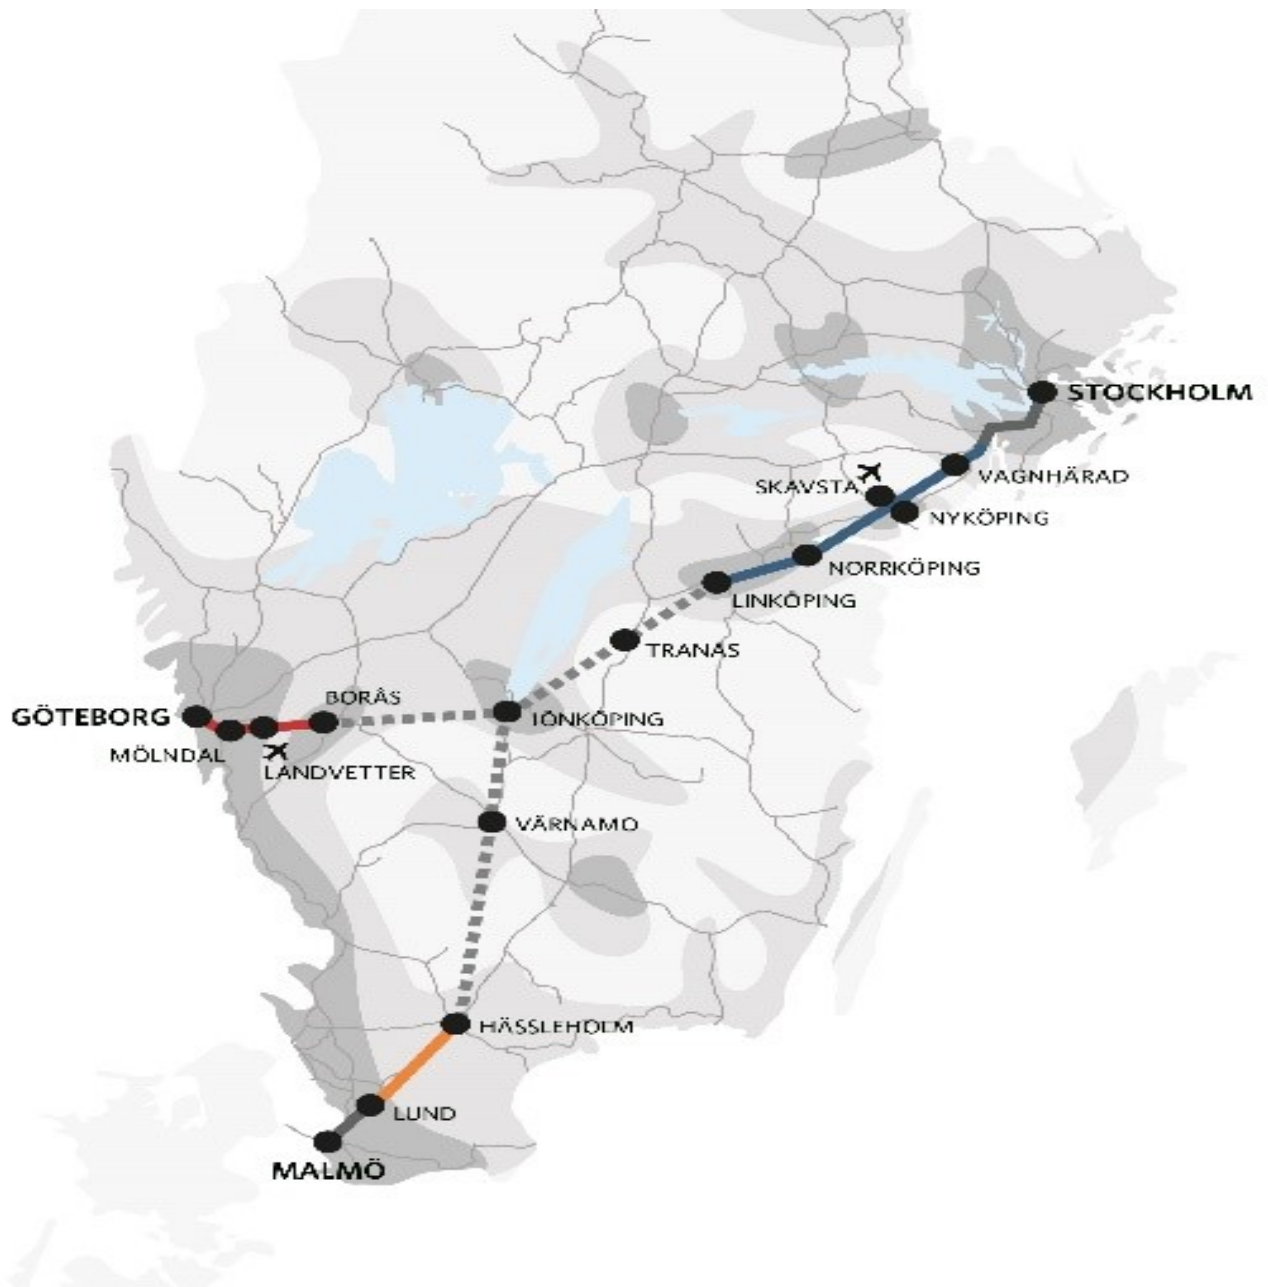 STOCKHOLM
VAGNHÄRAD
SKAVSTA
NYKÖPING
NORRKÖPING
LINKÖPING
TRANÅS
BORÅS
GÖTEBORG
JÖNKÖPING
MÖLNDAL
LANDVETTER
VÄRNAMO
HÄSSLEHOLM
LUND
MALMÖ